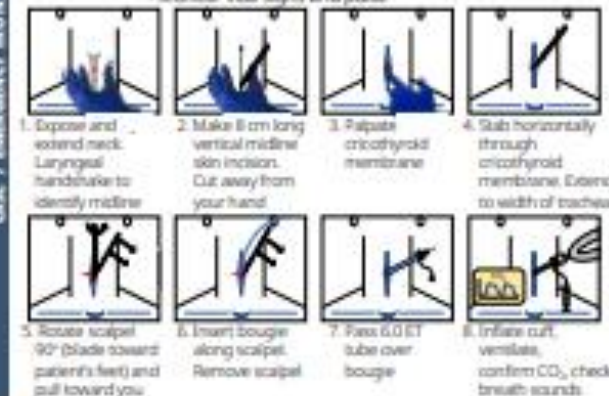 1. Expose and
extend neck.
Laryngeal
handshake to
identify midline
2. Make 8 cm long
vertical midline
skin incision.
Cut away from
your hand
3. Palpate
cricothyroid
membrane
4. Stab horizontally
through
cricothyroid
membrane. Extend
to width of trachea
5. Rotate scalpel
90° (blade toward
patient's feet) and
pull toward you
6. Insert bougie
along scalpel.
Remove scalpel
7. Pass 6.0 ET
tube over
bougie
8. Inflate cuff,
ventilate,
confirm CO₂, check
breath sounds